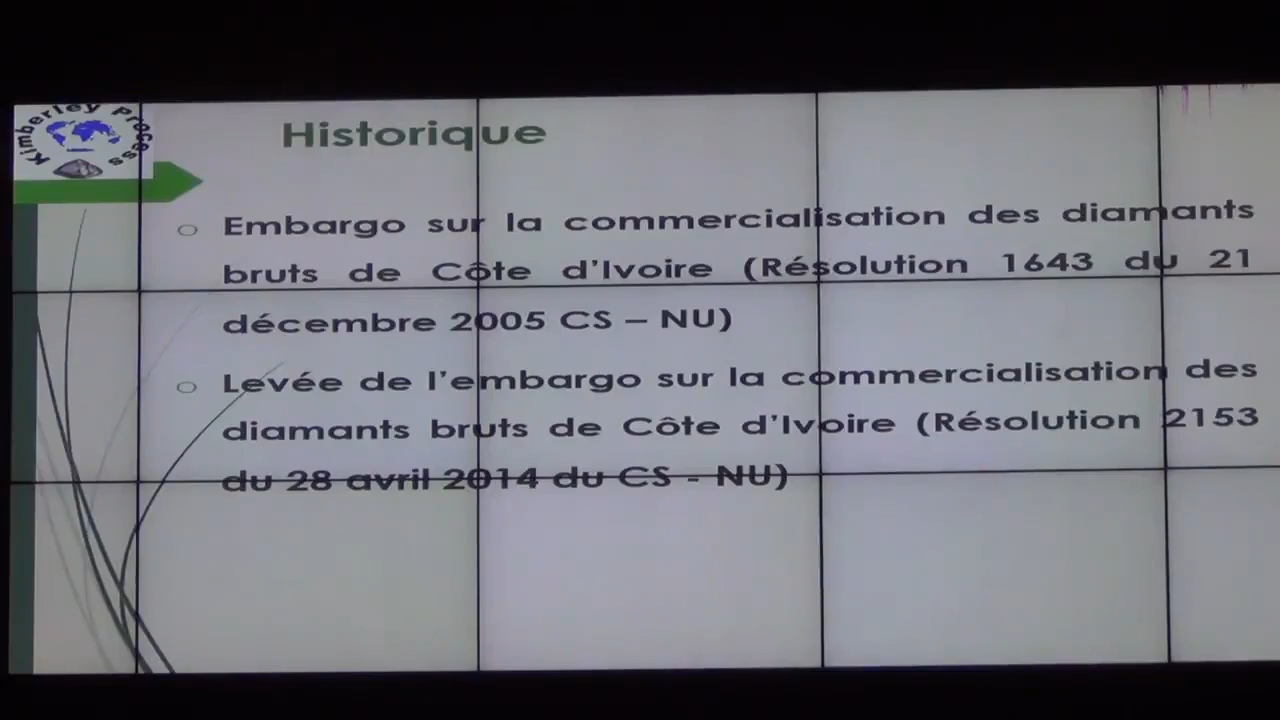 Kimberley Process
Historique
Embargo sur la commercialisation des diamants
bruts de Côte d'Ivoire (Résolution 1643 du 21
décembre 2005 CS – NU)
Levée de l'embargo sur la commercialisation des
diamants bruts de Côte d'Ivoire (Résolution 2153
du 28 avril 2014 du CS - NU)